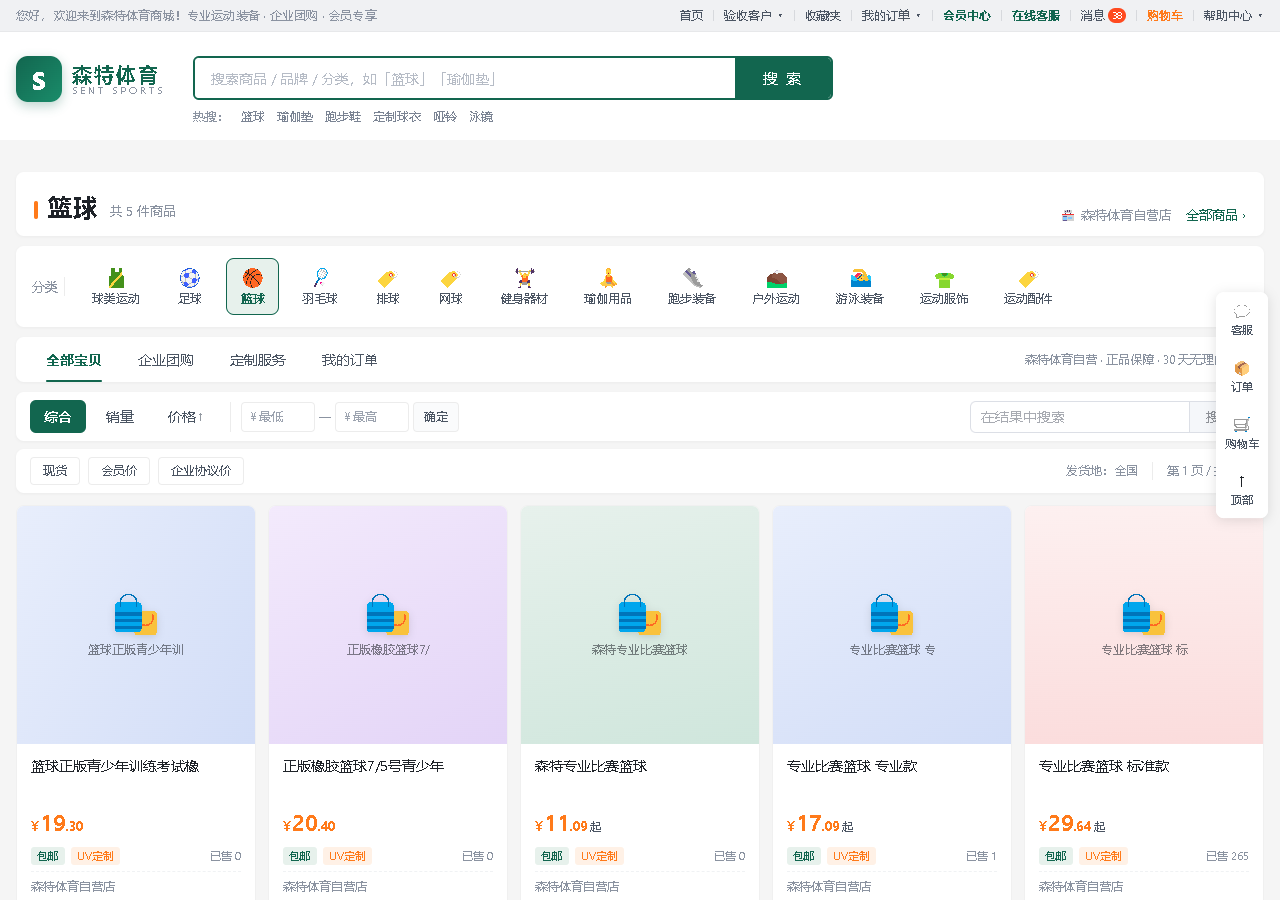 您好，欢迎来到森特体育商城！专业运动装备 · 企业团购 · 会员专享
首页 验收客户 收藏夹 我的订单 会员中心 在线客服 消息 38 购物车 帮助中心
S 森特体育
SENT SPORTS
搜索商品 / 品牌 / 分类，如「篮球」「瑜伽垫」 搜 索
热搜： 篮球 瑜伽垫 跑步鞋 定制球衣 哑铃 泳镜
篮球 共 5 件商品
森特体育自营店 全部商品 ›
分类 球类运动 足球 篮球 羽毛球 排球 网球 健身器材 瑜伽用品 跑步装备 户外运动 游泳装备 运动服饰 运动配件
全部宝贝 企业团购 定制服务 我的订单
森特体育自营 · 正品保障 · 30天无理
综合 销量 价格↑ ¥ 最低 — ¥ 最高 确定
在结果中搜索 搜
现货 会员价 企业协议价
发货地：全国 第 1 页 /
客服
订单
购物车
↑
顶部
篮球正版青少年训 正版橡胶篮球7/ 森特专业比赛篮球 专业比赛篮球 专 专业比赛篮球 标
篮球正版青少年训练考试橡 正版橡胶篮球7/5号青少年 森特专业比赛篮球 专业比赛篮球 专业款 专业比赛篮球 标准款
¥19.30 ¥20.40 ¥11.09 起 ¥17.09 起 ¥29.64 起
包邮 UV定制 已售 0 包邮 UV定制 已售 0 包邮 UV定制 已售 0 包邮 UV定制 已售 1 包邮 UV定制 已售 265
森特体育自营店 森特体育自营店 森特体育自营店 森特体育自营店 森特体育自营店